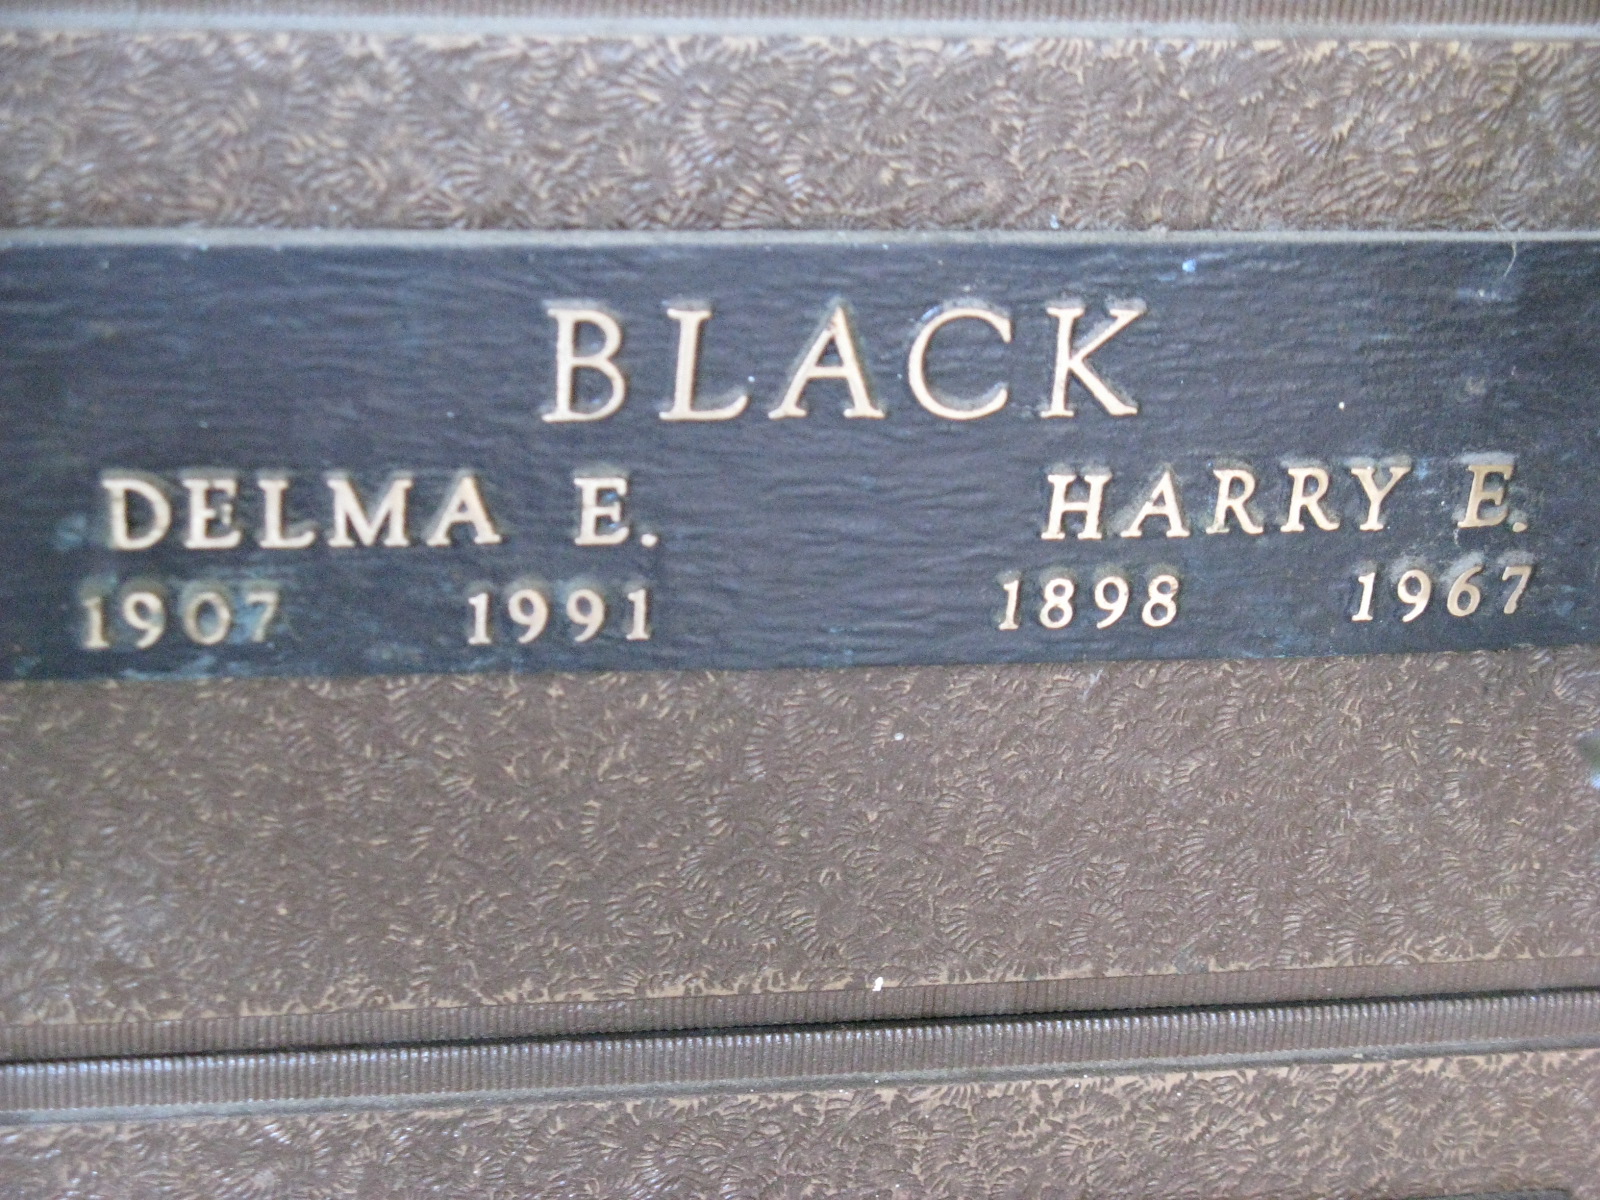 BLACK
DELMA E. HARRY E.
1907 1991 1898 1967